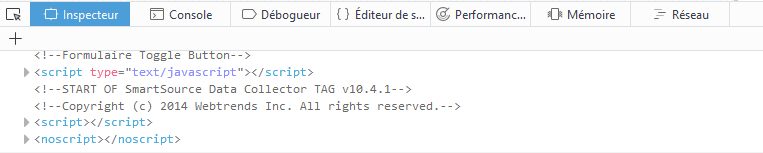 Inspecteur Console Débogueur Éditeur de s... Performanc... Mémoire Réseau
<!--Formulaire Toggle Button-->
<script type="text/javascript"></script>
<!--START OF SmartSource Data Collector TAG v10.4.1-->
<!--Copyright (c) 2014 Webtrends Inc. All rights reserved.-->
<script></script>
<noscript></noscript>